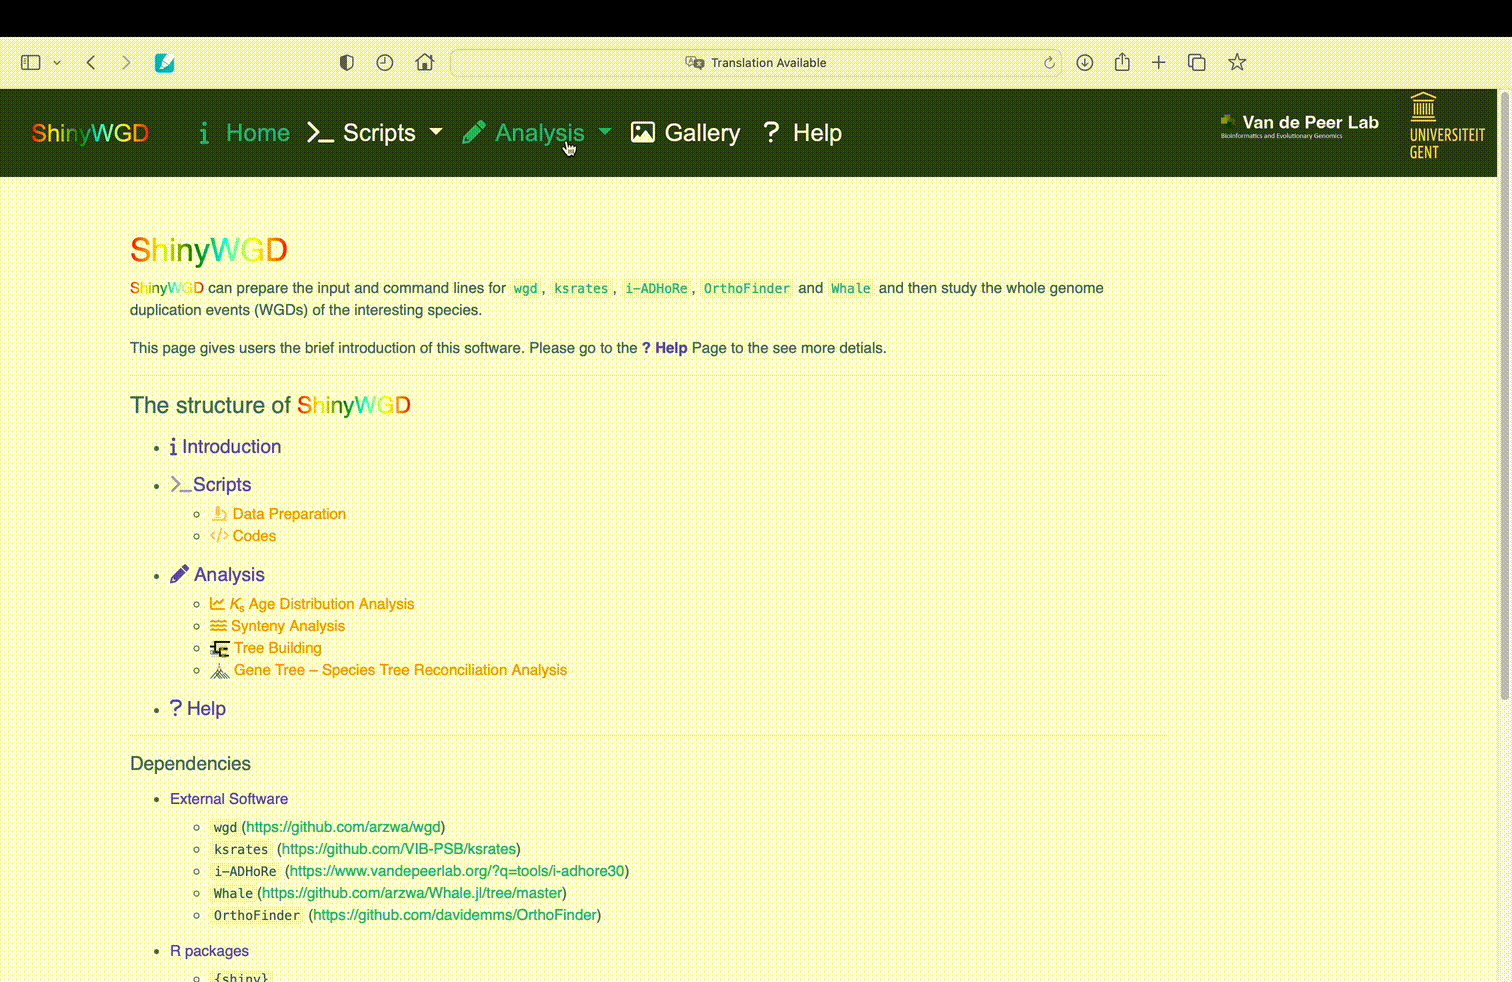 Translation Available
ShinyWGD Home Scripts Analysis Gallery Help
Van de Peer Lab
Bioinformatics and Evolutionary Genomics
UNIVERSITEIT
GENT
ShinyWGD
ShinyWGD can prepare the input and command lines for wgd, ksrates, i-ADHoRe, OrthoFinder and Whale and then study the whole genome
duplication events (WGDs) of the interesting species.
This page gives users the brief introduction of this software. Please go to the ? Help Page to the see more detials.
The structure of ShinyWGD
Introduction
Scripts
Data Preparation
Codes
Analysis
Ks Age Distribution Analysis
Synteny Analysis
Tree Building
Gene Tree – Species Tree Reconciliation Analysis
? Help
Dependencies
External Software
wgd (https://github.com/arzwa/wgd)
ksrates (https://github.com/VIB-PSB/ksrates)
i-ADHoRe (https://www.vandepeerlab.org/?q=tools/i-adhore30)
Whale (https://github.com/arzwa/Whale.jl/tree/master)
OrthoFinder (https://github.com/davidemms/OrthoFinder)
R packages
{shiny}